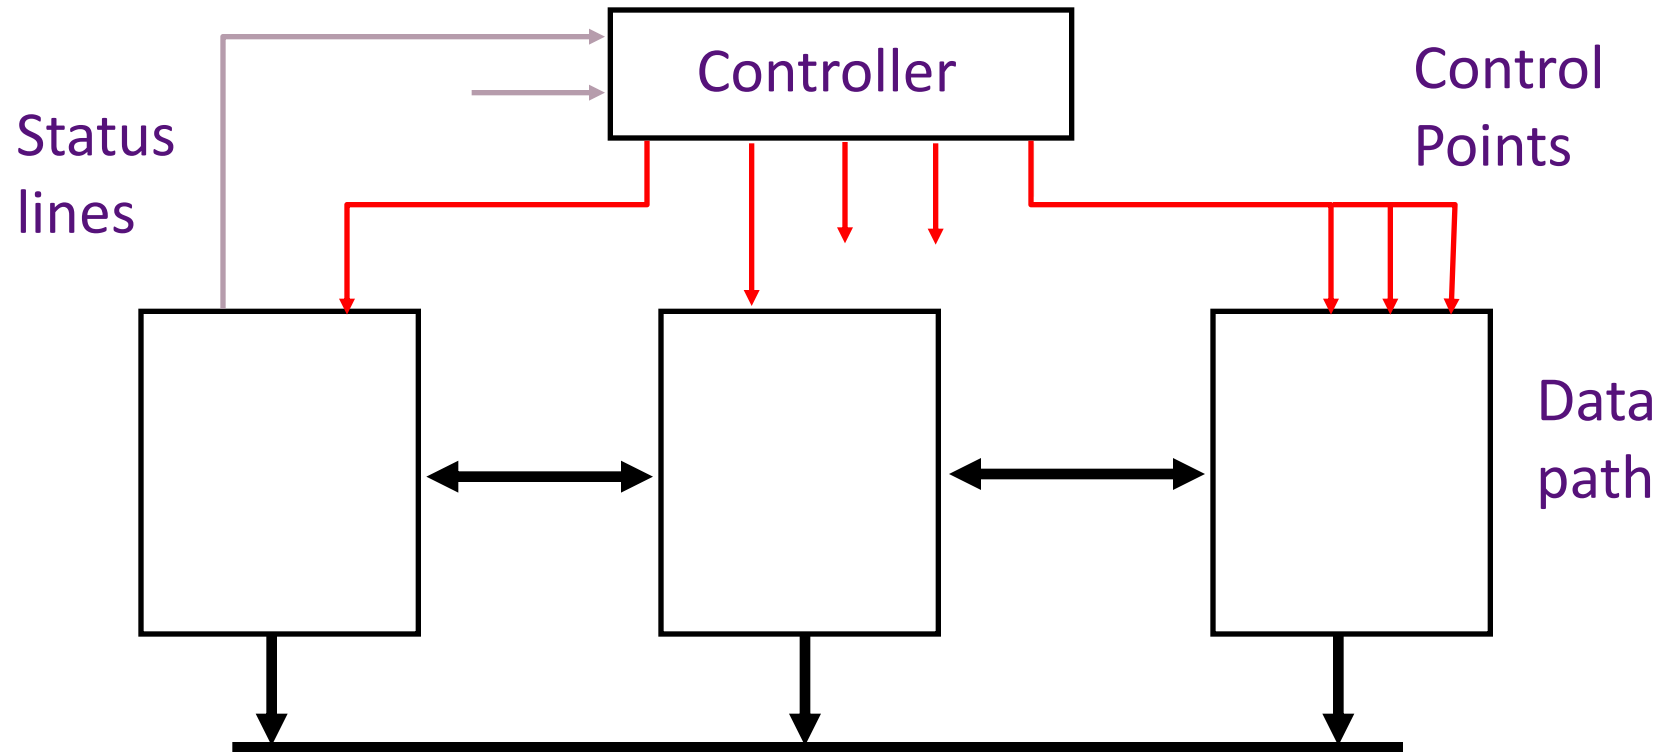 Controller
Control
Points
Status
lines
Data
path